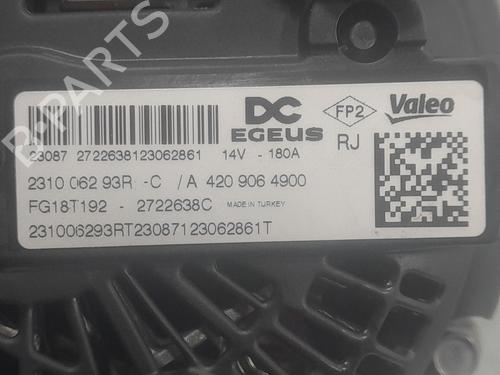 B-PARTS
DC EGEUS FP2 Valeo
23087 2722638123062861 14V - 180A RJ
2310 062 93R -C / A 420 906 4900
FG18T192 - 2722638C MADE IN TURKEY
231006293RT23087123062861T